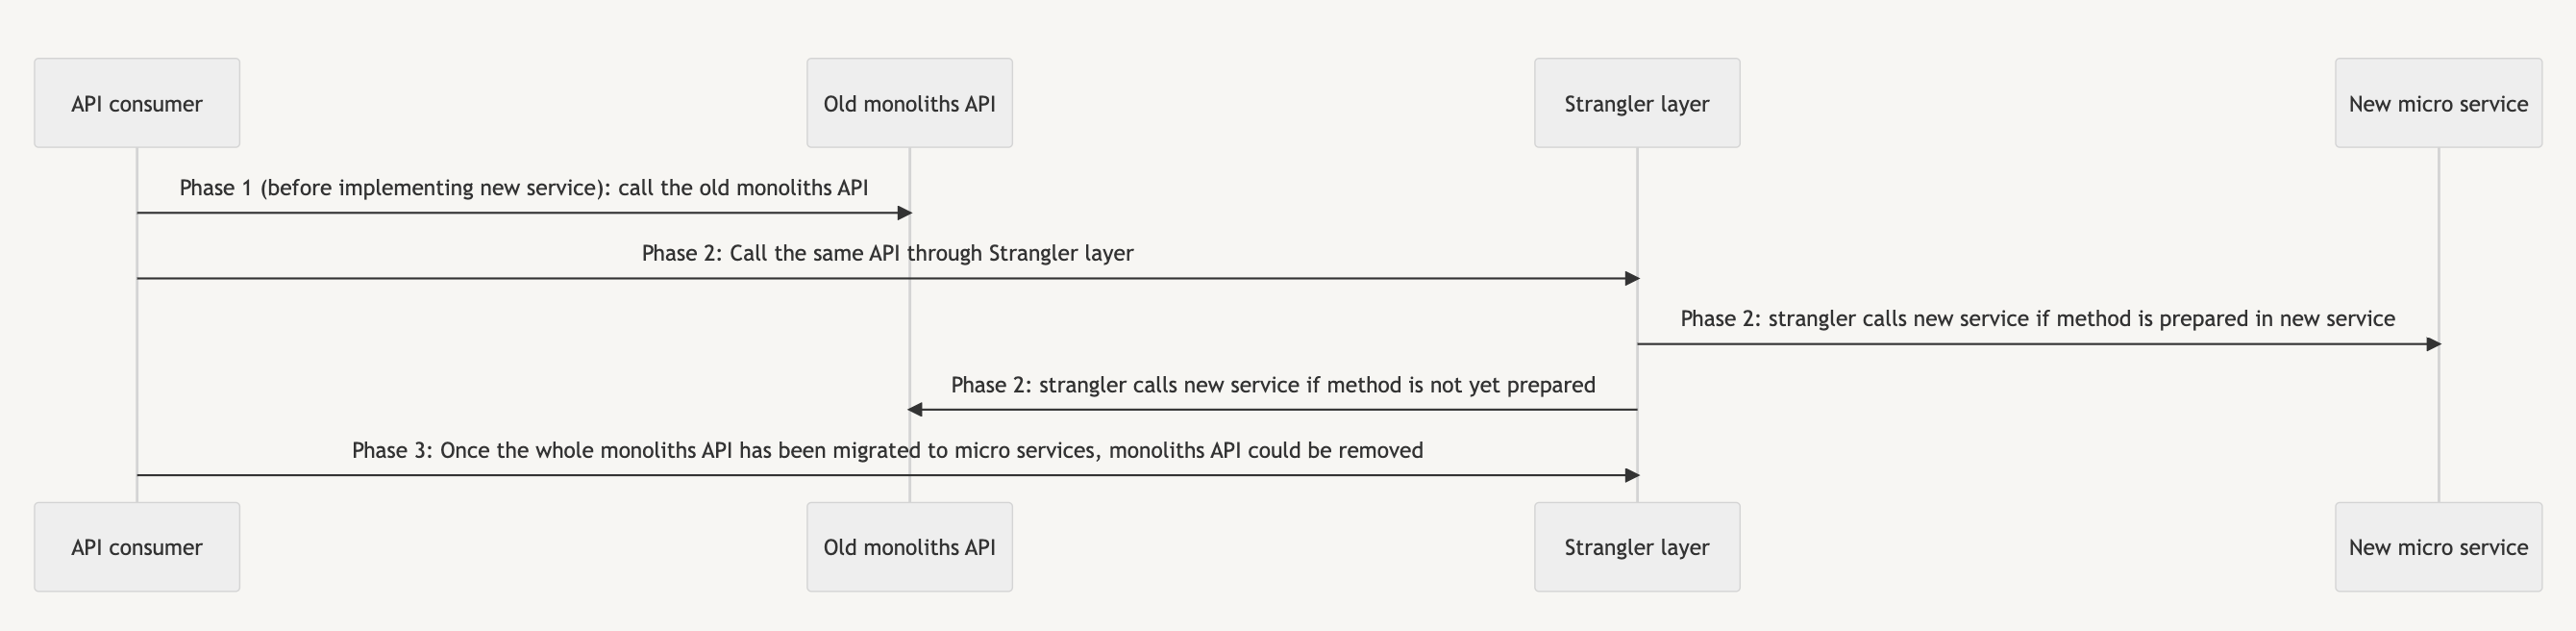 API consumer
Old monoliths API
Strangler layer
New micro service
Phase 1 (before implementing new service): call the old monoliths API
Phase 2: Call the same API through Strangler layer
Phase 2: strangler calls new service if method is prepared in new service
Phase 2: strangler calls new service if method is not yet prepared
Phase 3: Once the whole monoliths API has been migrated to micro services, monoliths API could be removed
API consumer
Old monoliths API
Strangler layer
New micro service